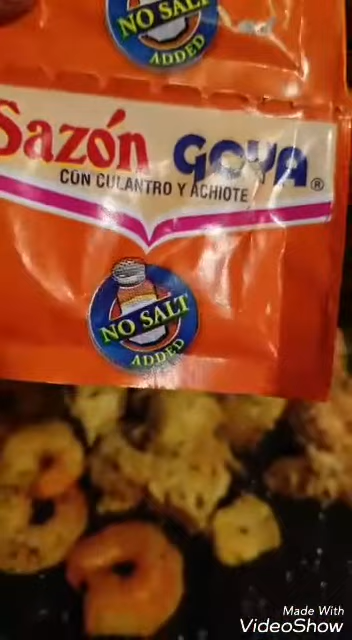 NO SALT
ADDED
Sazón GOYA®
CON CULANTRO Y ACHIOTE
NO SALT
ADDED
Made With
VideoShow